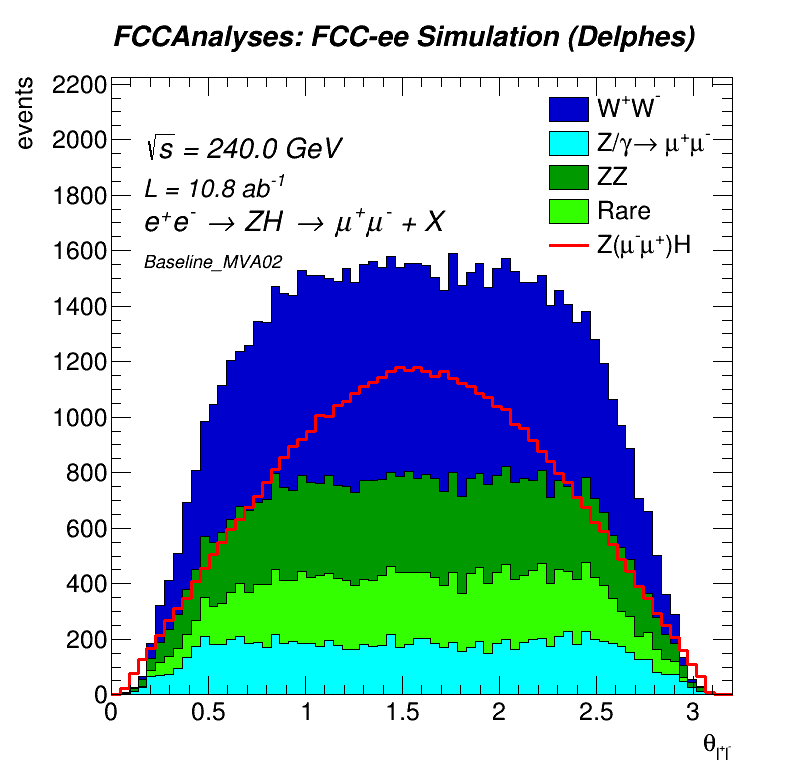 FCCAnalyses: FCC-ee Simulation (Delphes)
events
2200
2000
1800
1600
1400
1200
1000
800
600
400
200
0
√s = 240.0 GeV
L = 10.8 ab⁻¹
e⁺e⁻ → ZH → μ⁺μ⁻ + X
Baseline_MVA02
W⁺W⁻
Z/γ→ μ⁺μ⁻
ZZ
Rare
Z(μ⁻μ⁺)H
0 0.5 1 1.5 2 2.5 3
θ_l⁺l⁻